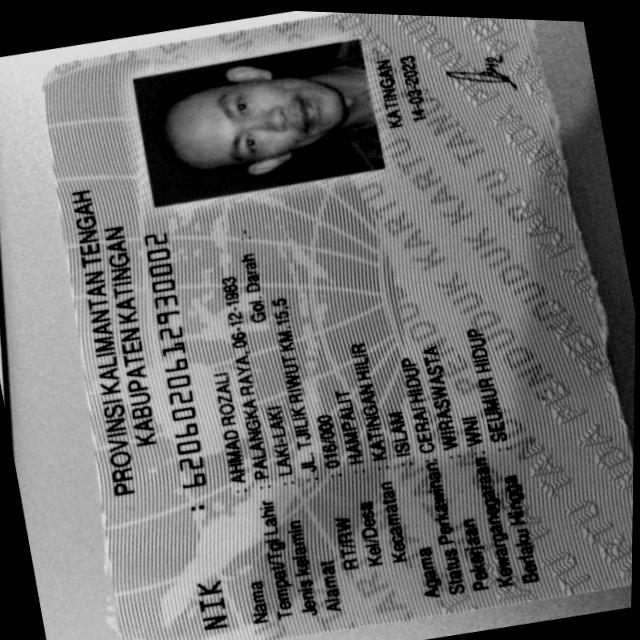 PROVINSI KALIMANTAN TENGAH
KABUPATEN KATINGAN
NIK : 6206020612930002
Nama : AHMAD ROZALI
Tempat/Tgl Lahir : PALANGKA RAYA, 06-12-1983
Jenis kelamin : LAKI-LAKI Gol. Darah
Alamat : JL. TJILIK RIWUT KM.15,5
RT/RW : 016/000
Kel/Desa : HAMPALIT
Kecamatan : KATINGAN HILIR
Agama : ISLAM
Status Perkawinan: CERAI HIDUP
Pekerjaan : WIRASWASTA
Kewarganegaraan: WNI
Berlaku Hingga : SEUMUR HIDUP
KATINGAN
14-03-2023